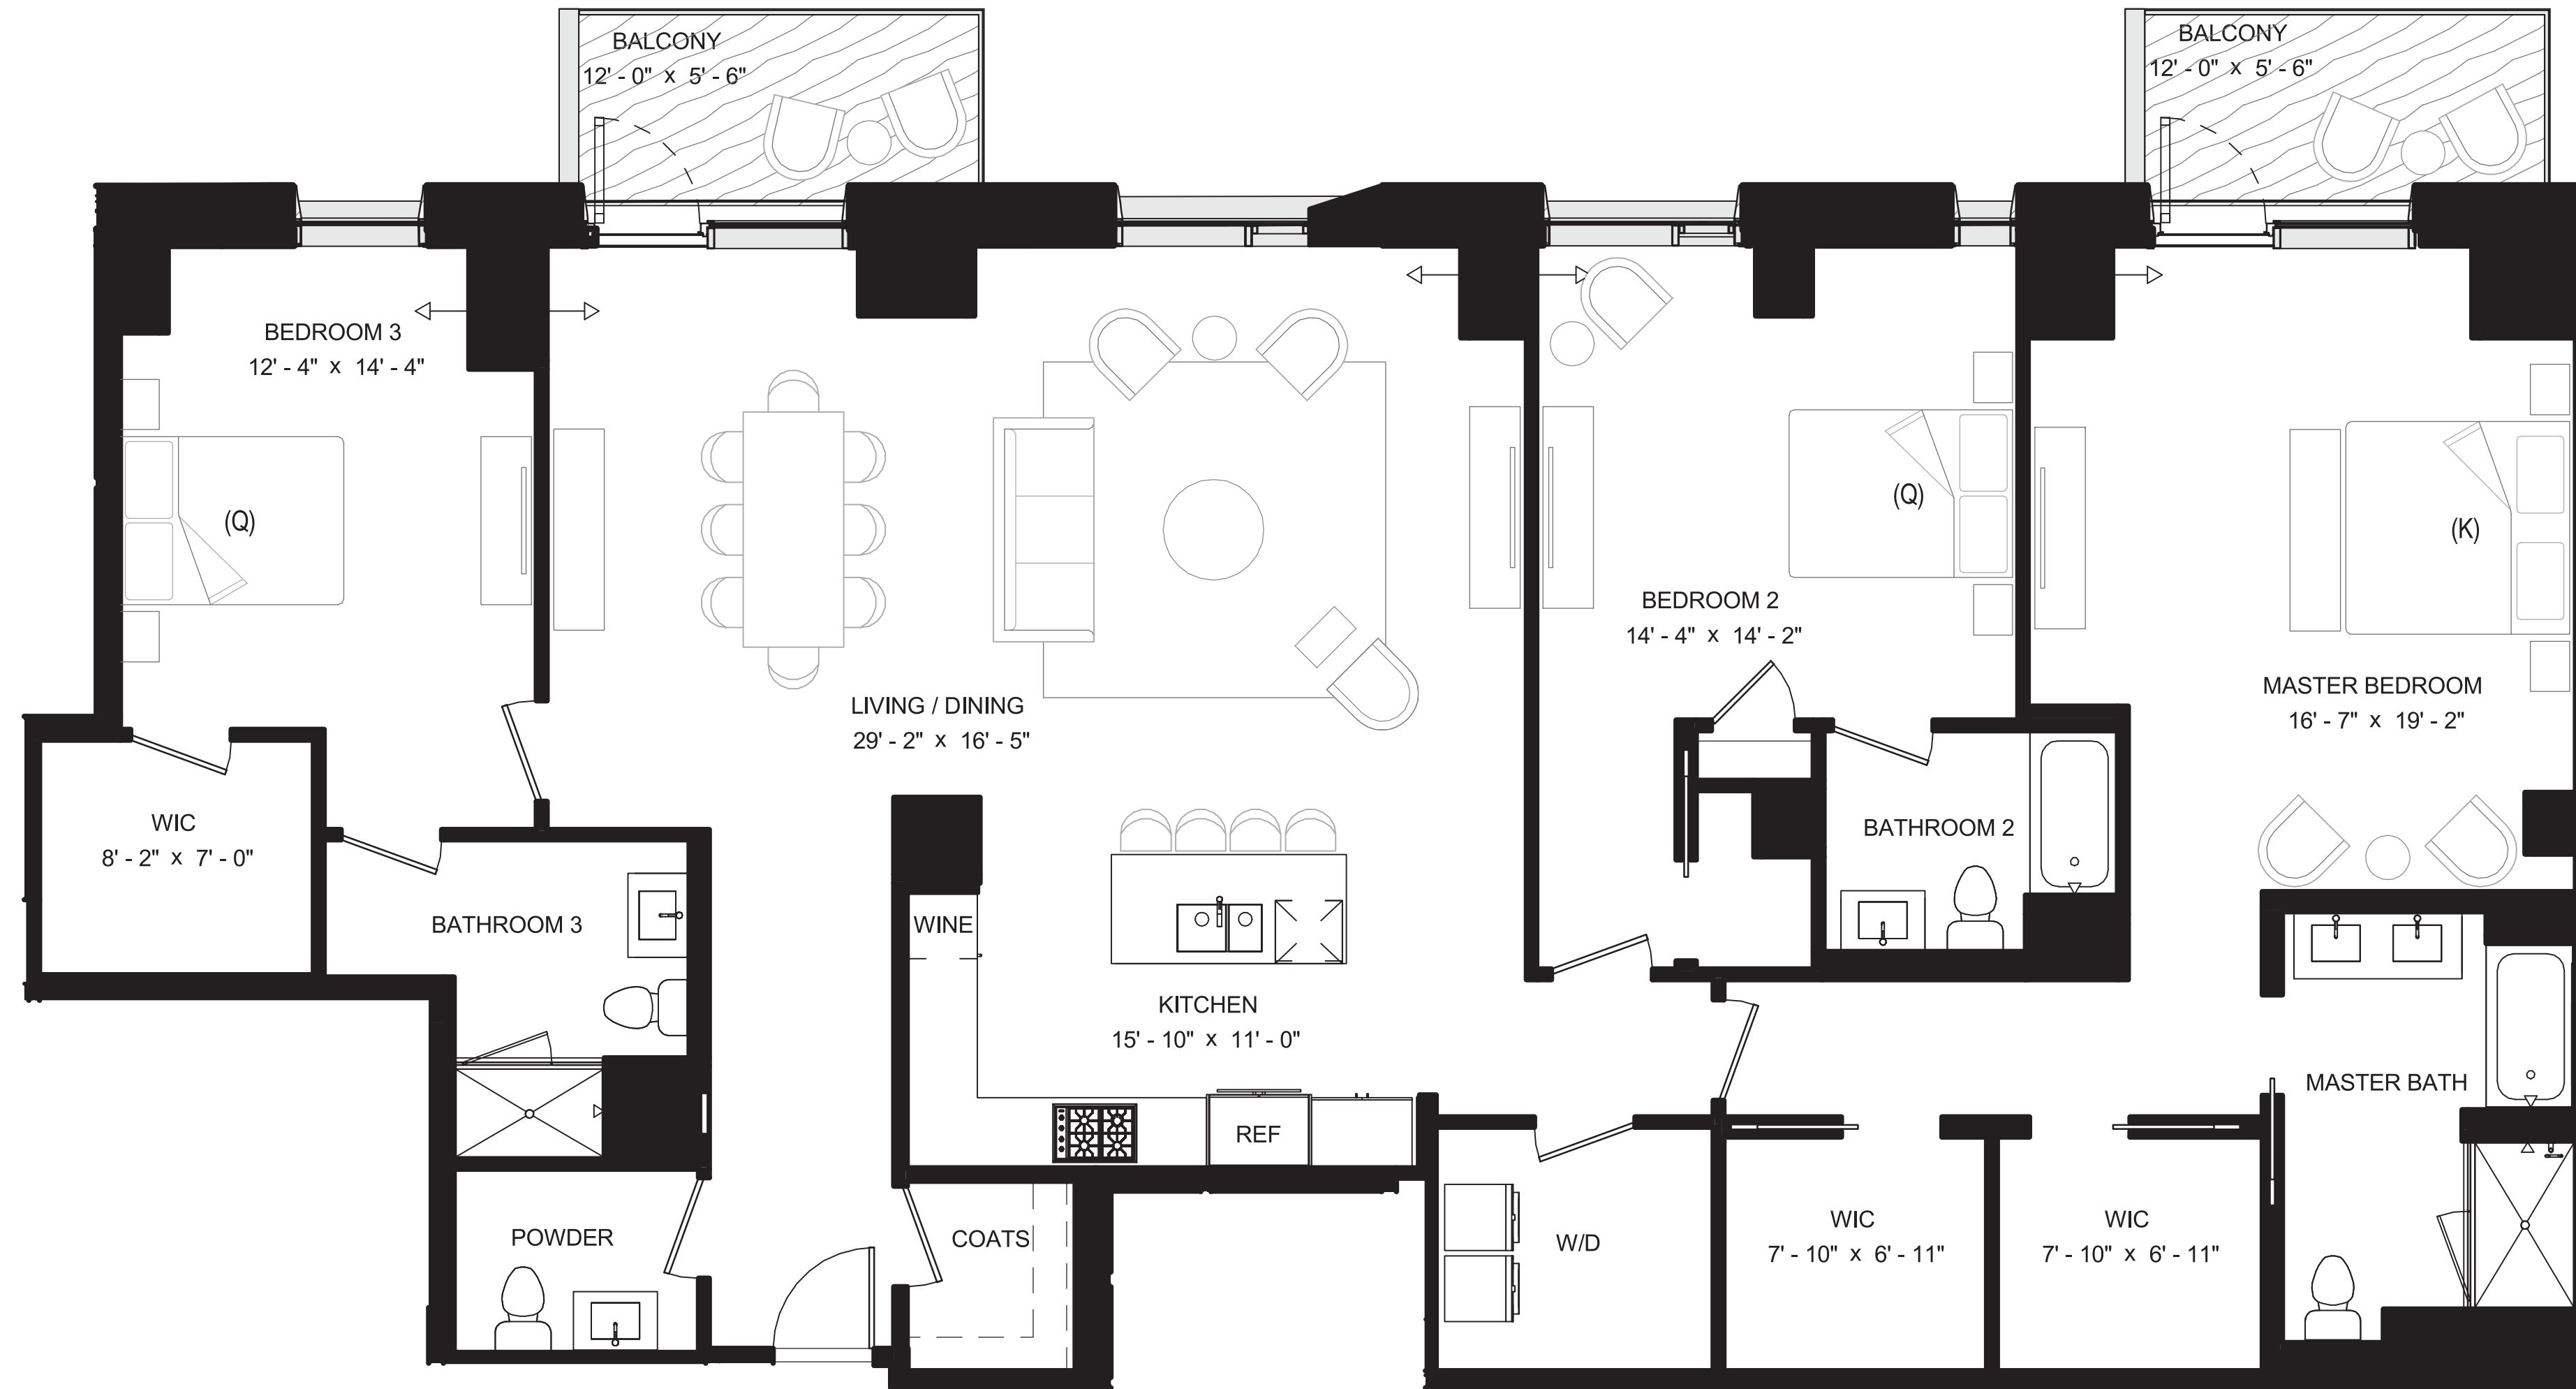 BALCONY
12' - 0" x 5' - 6"
BALCONY
12' - 0" x 5' - 6"
BEDROOM 3
12' - 4" x 14' - 4"
(Q)
(Q)
(K)
BEDROOM 2
14' - 4" x 14' - 2"
MASTER BEDROOM
16' - 7" x 19' - 2"
LIVING / DINING
29' - 2" x 16' - 5"
WIC
8' - 2" x 7' - 0"
BATHROOM 2
BATHROOM 3
WINE
KITCHEN
15' - 10" x 11' - 0"
MASTER BATH
REF
POWDER
COATS
W/D
WIC
7' - 10" x 6' - 11"
WIC
7' - 10" x 6' - 11"